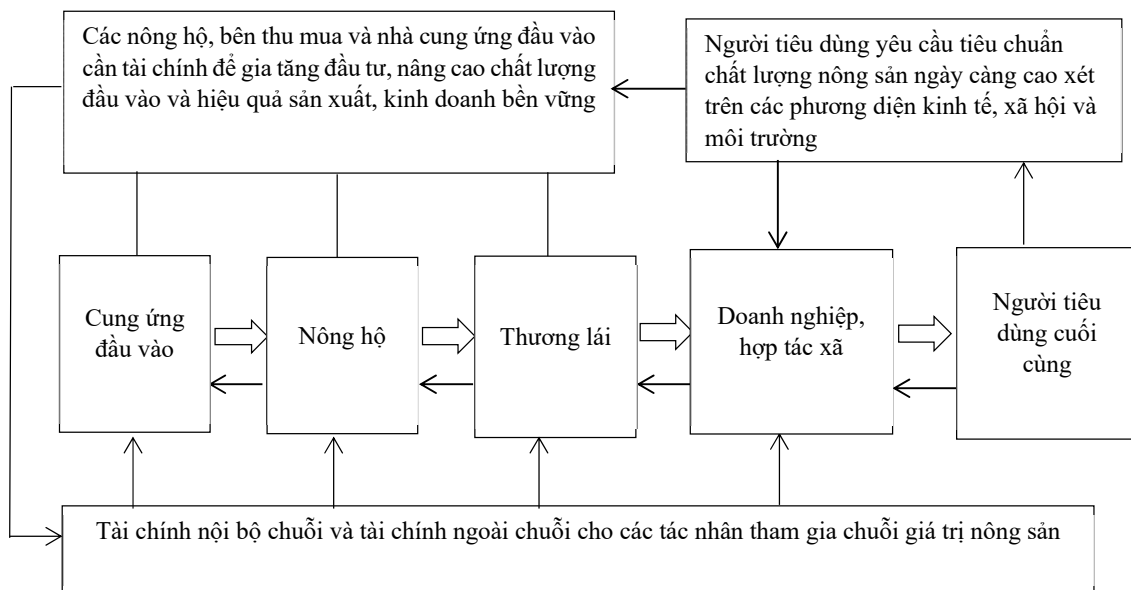 Các nông hộ, bên thu mua và nhà cung ứng đầu vào
cần tài chính để gia tăng đầu tư, nâng cao chất lượng
đầu vào và hiệu quả sản xuất, kinh doanh bền vững
Người tiêu dùng yêu cầu tiêu chuẩn
chất lượng nông sản ngày càng cao xét
trên các phương diện kinh tế, xã hội và
môi trường
Cung ứng
đầu vào
Nông hộ
Thương lái
Doanh nghiệp,
hợp tác xã
Người tiêu
dùng cuối
cùng
Tài chính nội bộ chuỗi và tài chính ngoài chuỗi cho các tác nhân tham gia chuỗi giá trị nông sản